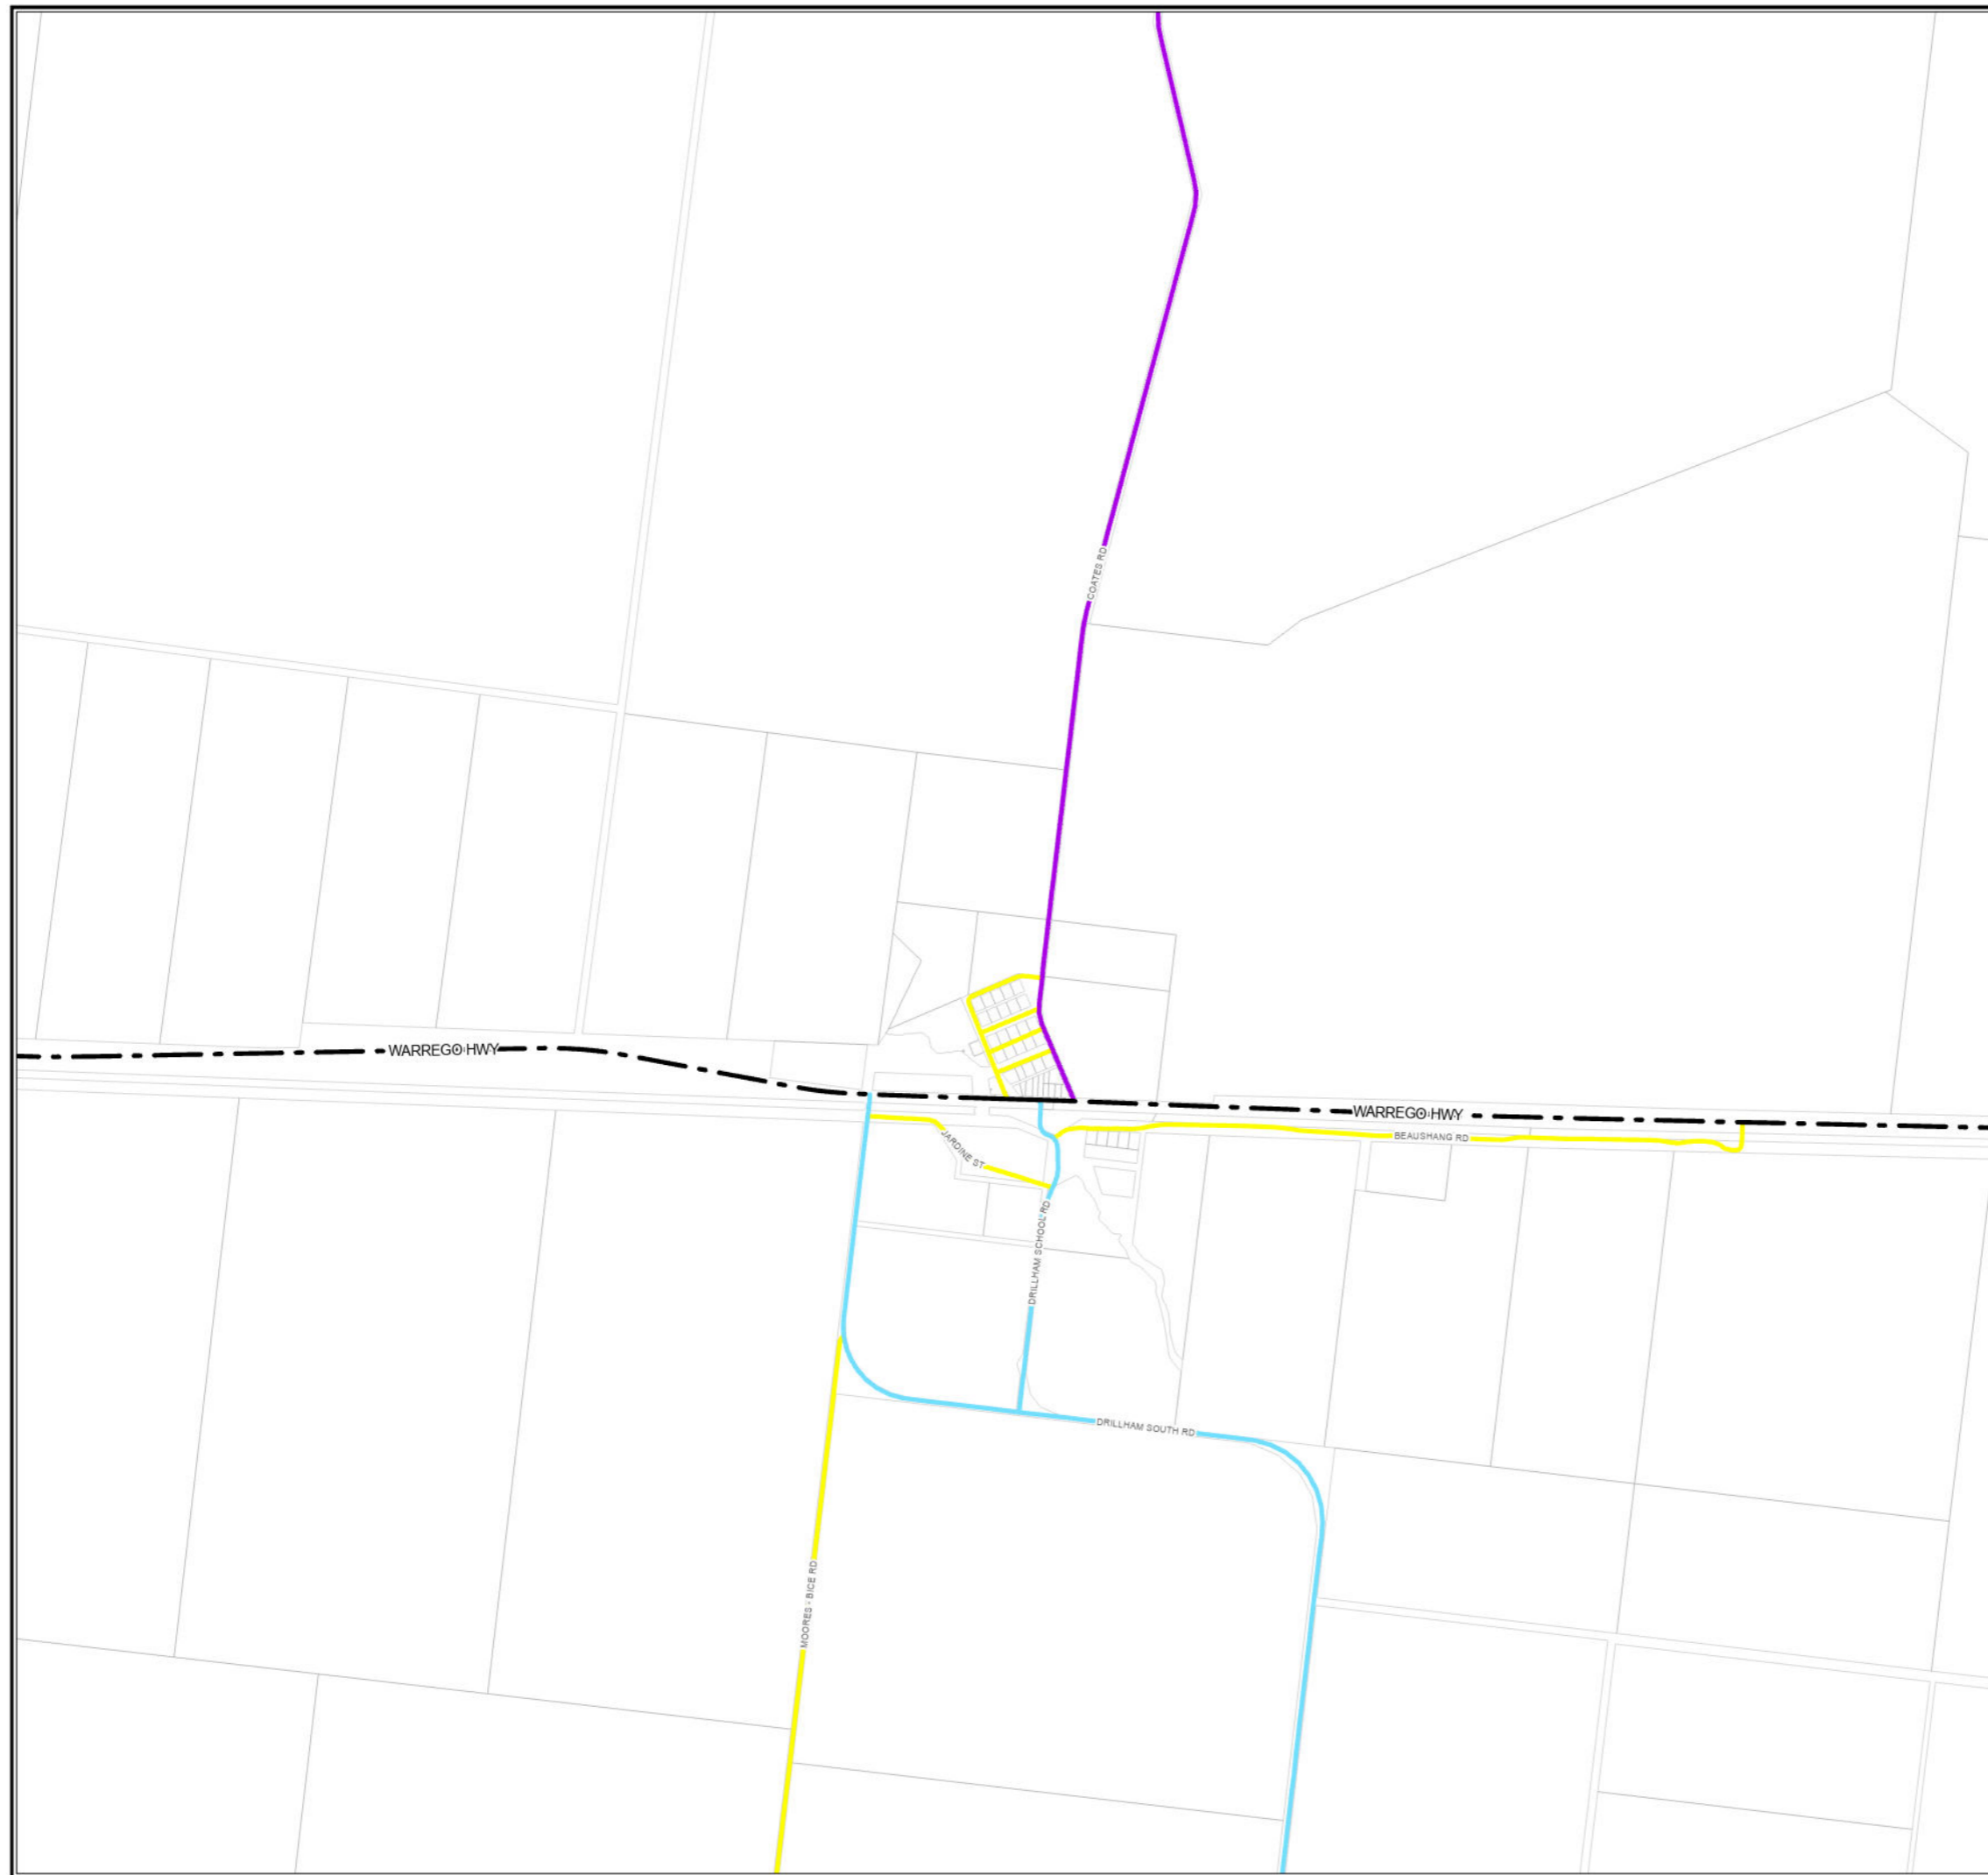 COATES RD
WARREGO HWY
WARREGO HWY
BEAUSHANG RD
JARDINE ST
DRILLHAM SCHOOL RD
DRILLHAM SOUTH RD
MOORES - BICE RD